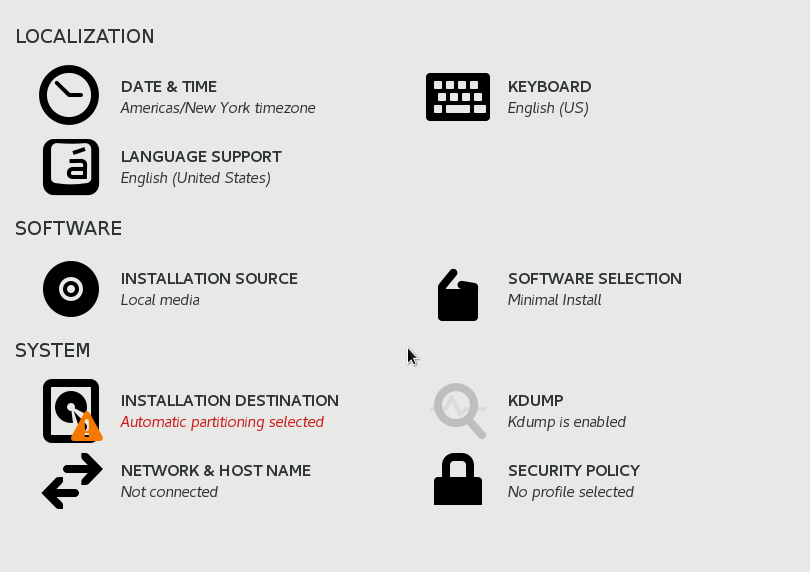 LOCALIZATION
DATE & TIME
Americas/New York timezone
KEYBOARD
English (US)
LANGUAGE SUPPORT
English (United States)
SOFTWARE
INSTALLATION SOURCE
Local media
SOFTWARE SELECTION
Minimal Install
SYSTEM
INSTALLATION DESTINATION
Automatic partitioning selected
KDUMP
Kdump is enabled
NETWORK & HOST NAME
Not connected
SECURITY POLICY
No profile selected